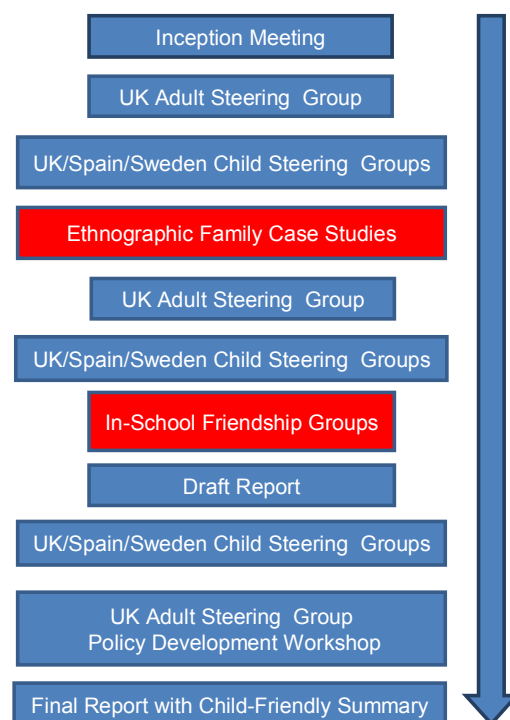 Inception Meeting
UK Adult Steering Group
UK/Spain/Sweden Child Steering Groups
Ethnographic Family Case Studies
UK Adult Steering Group
UK/Spain/Sweden Child Steering Groups
In-School Friendship Groups
Draft Report
UK/Spain/Sweden Child Steering Groups
UK Adult Steering Group
Policy Development Workshop
Final Report with Child-Friendly Summary